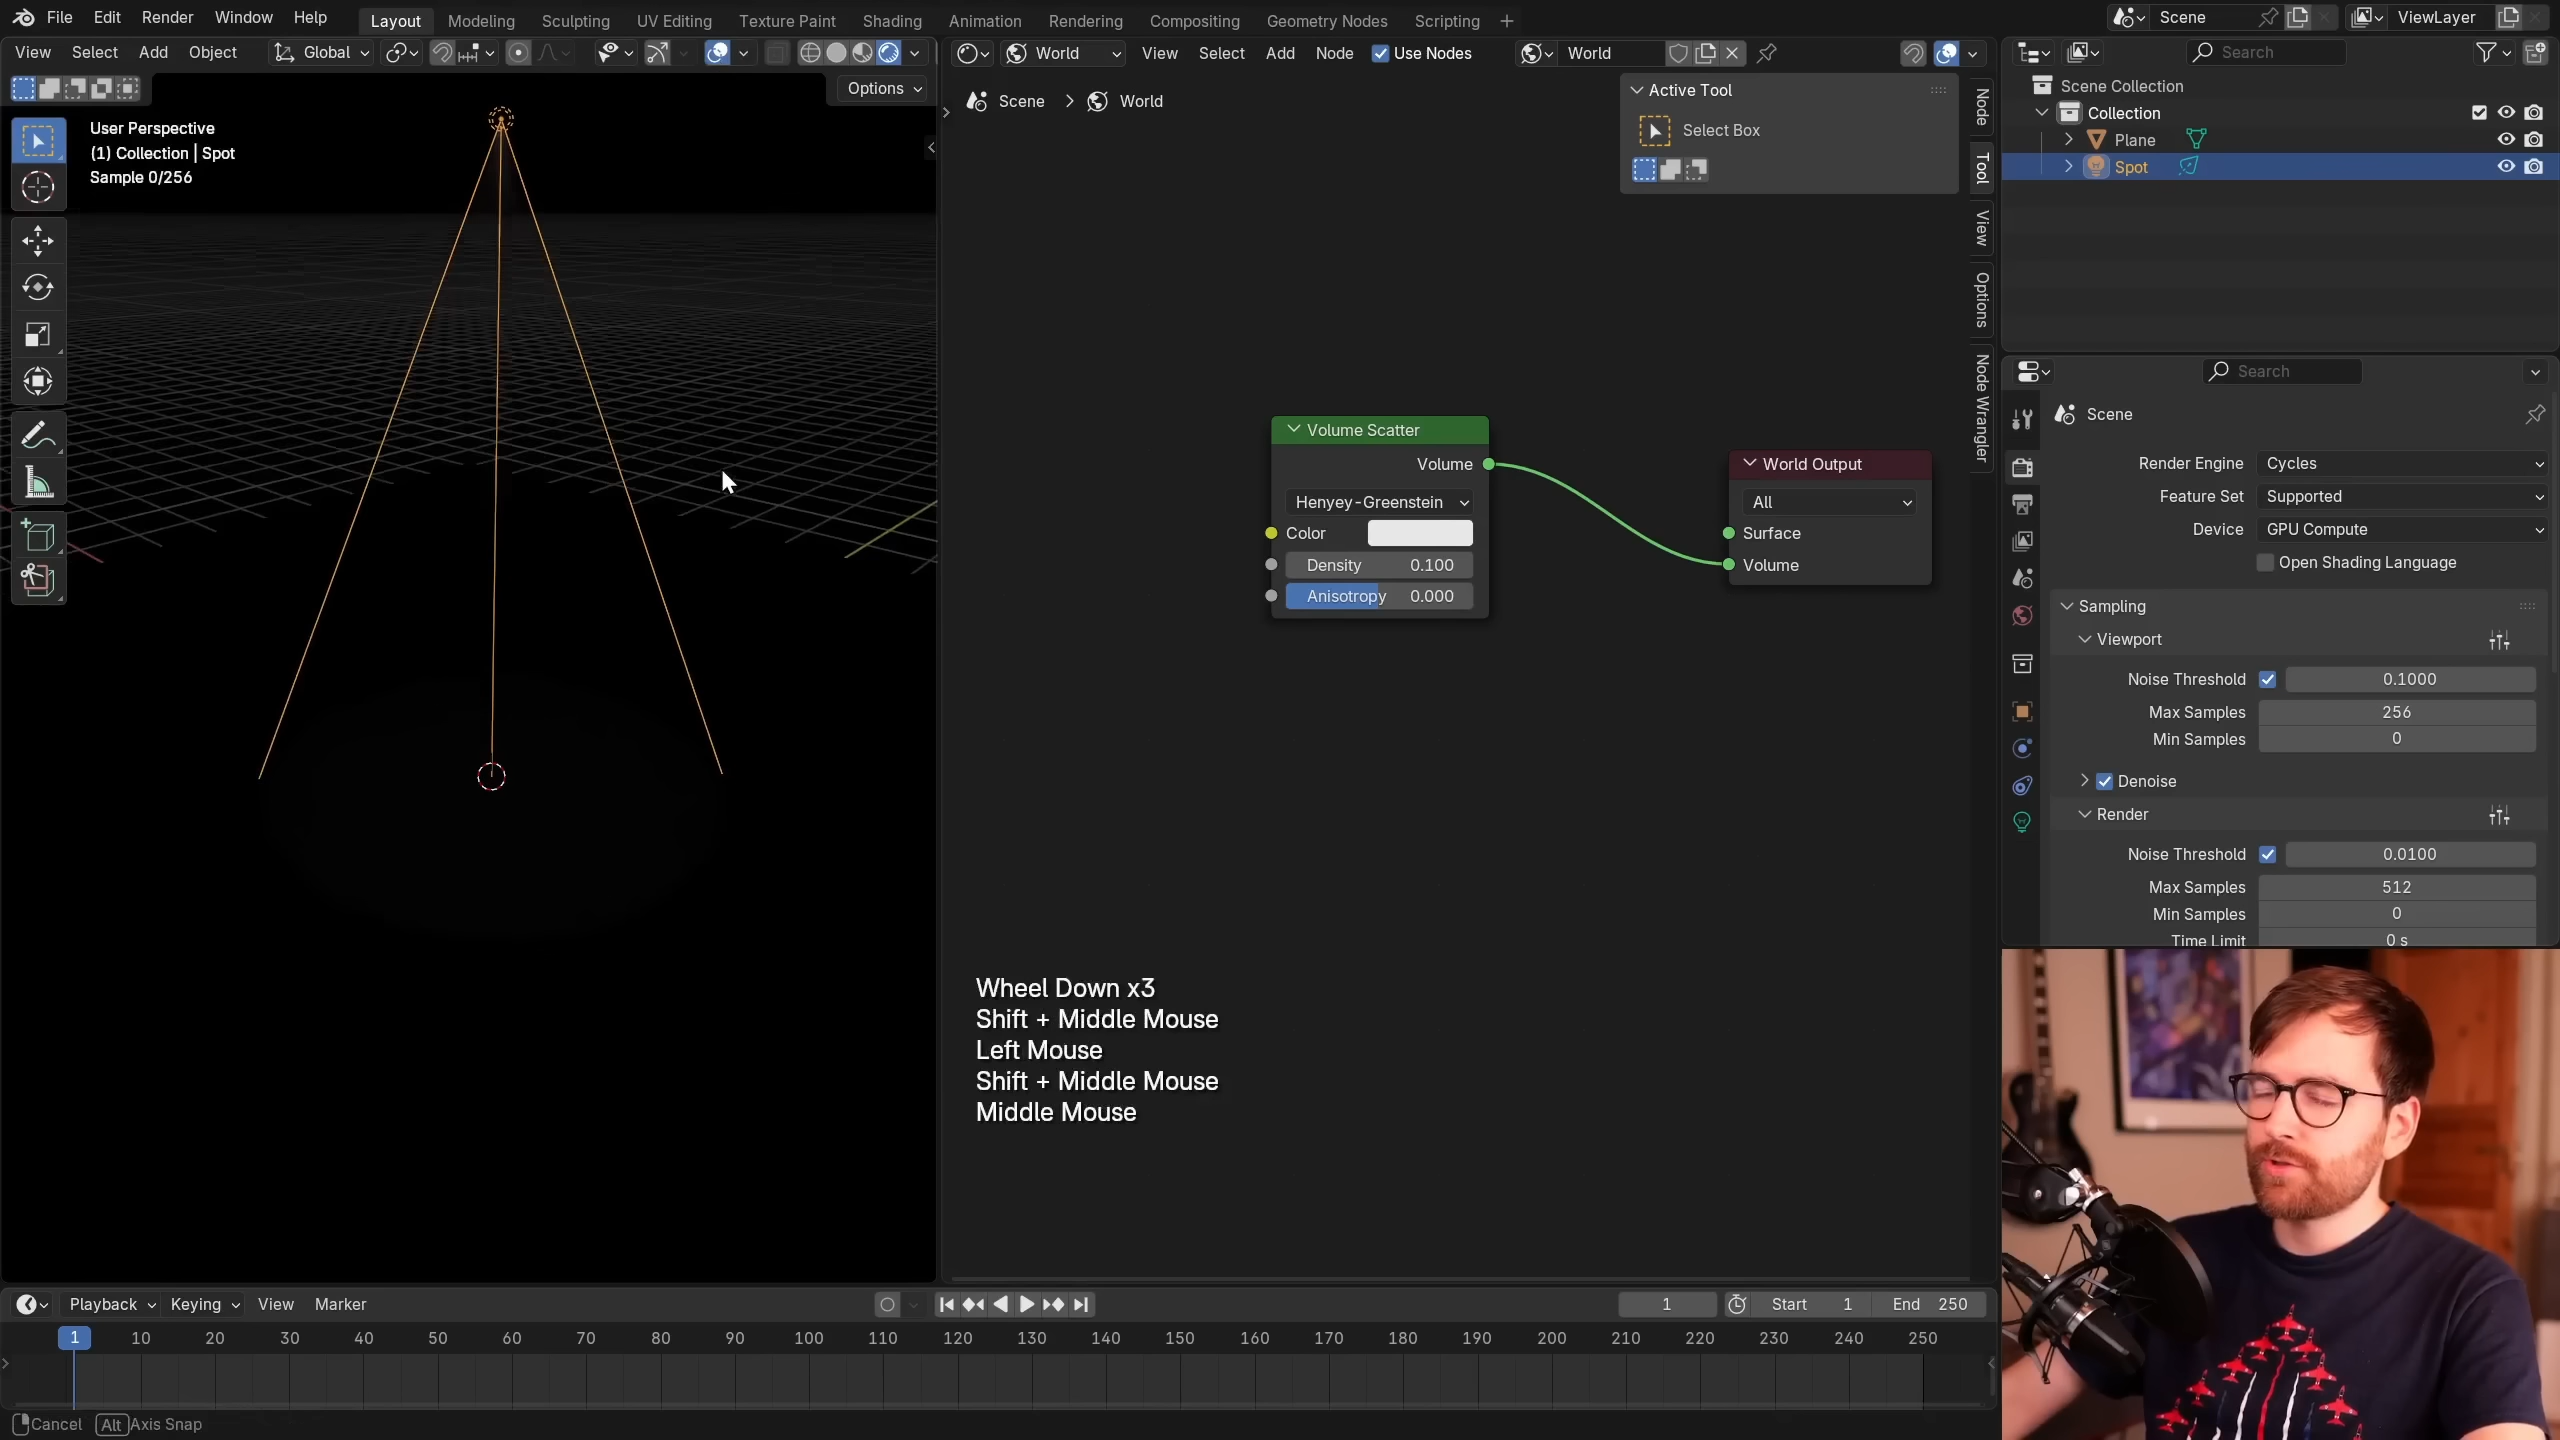 File Edit Render Window Help Layout Modeling Sculpting UV Editing Texture Paint Shading Animation Rendering Compositing Geometry Nodes Scripting + Scene ViewLayer
View Select Add Object Global World View Select Add Node Use Nodes World Search
Options
User Perspective
(1) Collection | Spot
Sample 0/256
Scene > World
Active Tool
Select Box
Node
Tool
View
Options
Node Wrangler
Volume Scatter
Volume
Henyey-Greenstein
Color
Density 0.100
Anisotropy 0.000
World Output
All
Surface
Volume
Wheel Down x3
Shift + Middle Mouse
Left Mouse
Shift + Middle Mouse
Middle Mouse
Scene Collection
Collection
Plane
Spot
Search
Scene
Render Engine Cycles
Feature Set Supported
Device GPU Compute
Open Shading Language
Sampling
Viewport
Noise Threshold 0.1000
Max Samples 256
Min Samples 0
Denoise
Render
Noise Threshold 0.0100
Max Samples 512
Min Samples 0
Time Limit 0 s
Playback Keying View Marker 1 Start 1 End 250
1 10 20 30 40 50 60 70 80 90 100 110 120 130 140 150 160 170 180 190 200 210 220 230 240 250
Cancel Alt Axis Snap